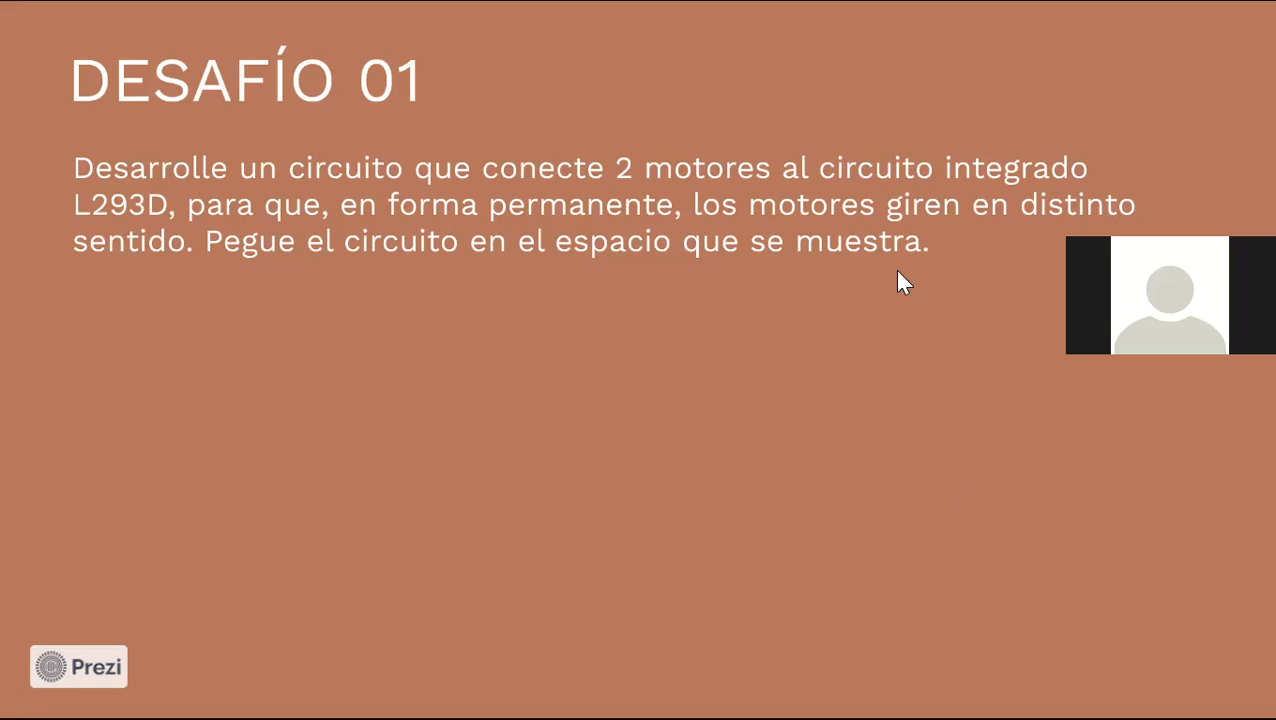 DESAFÍO 01
Desarrolle un circuito que conecte 2 motores al circuito integrado
L293D, para que, en forma permanente, los motores giren en distinto
sentido. Pegue el circuito en el espacio que se muestra.
Prezi